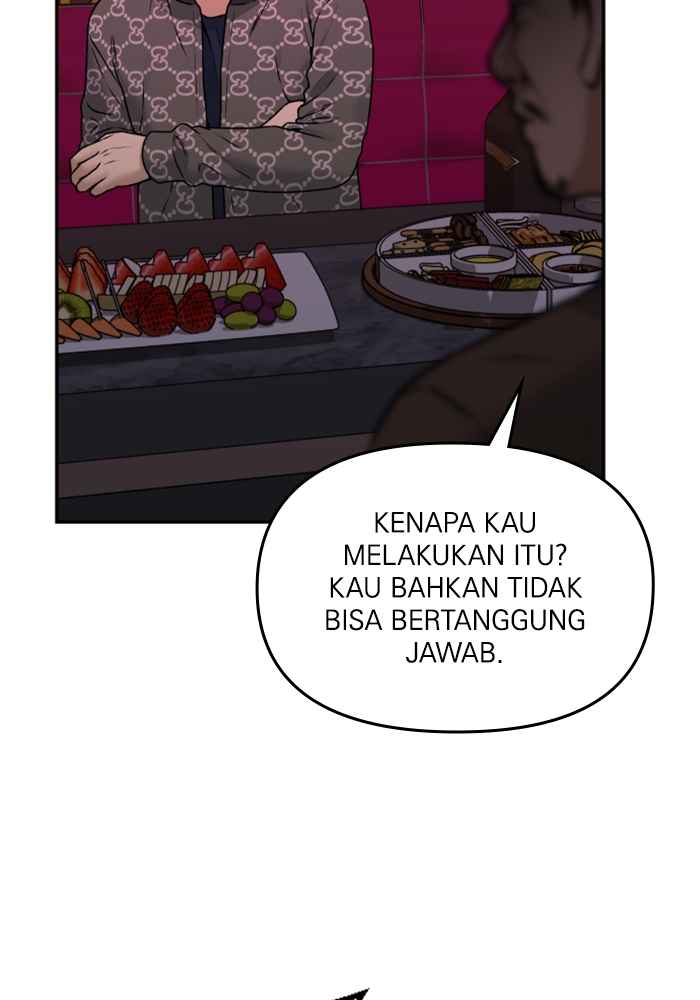 KENAPA KAU
MELAKUKAN ITU?
KAU BAHKAN TIDAK
BISA BERTANGGUNG
JAWAB.